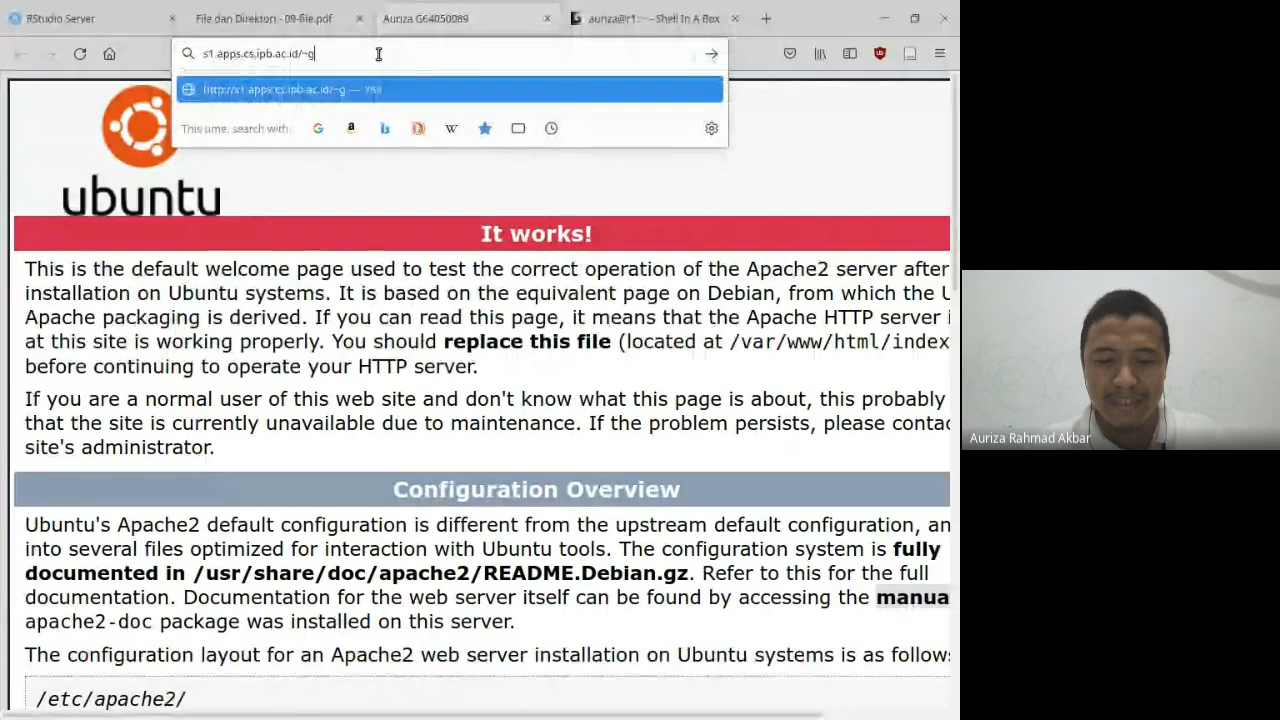 RStudio Server
File dan Direktori - 09-file.pdf
Auriza G64050089
auriza@r1: ~ - Shell In A Box
s1.apps.cs.ipb.ac.id/~g
http://s1.apps.cs.ipb.ac.id/~g — Visit
This time, search with:
ubuntu
It works!
This is the default welcome page used to test the correct operation of the Apache2 server after
installation on Ubuntu systems. It is based on the equivalent page on Debian, from which the U
Apache packaging is derived. If you can read this page, it means that the Apache HTTP server i
at this site is working properly. You should replace this file (located at /var/www/html/index
before continuing to operate your HTTP server.
If you are a normal user of this web site and don't know what this page is about, this probably
that the site is currently unavailable due to maintenance. If the problem persists, please contac
site's administrator.
Configuration Overview
Ubuntu's Apache2 default configuration is different from the upstream default configuration, an
into several files optimized for interaction with Ubuntu tools. The configuration system is fully
documented in /usr/share/doc/apache2/README.Debian.gz. Refer to this for the full
documentation. Documentation for the web server itself can be found by accessing the manua
apache2-doc package was installed on this server.
The configuration layout for an Apache2 web server installation on Ubuntu systems is as follows
/etc/apache2/
Auriza Rahmad Akbar